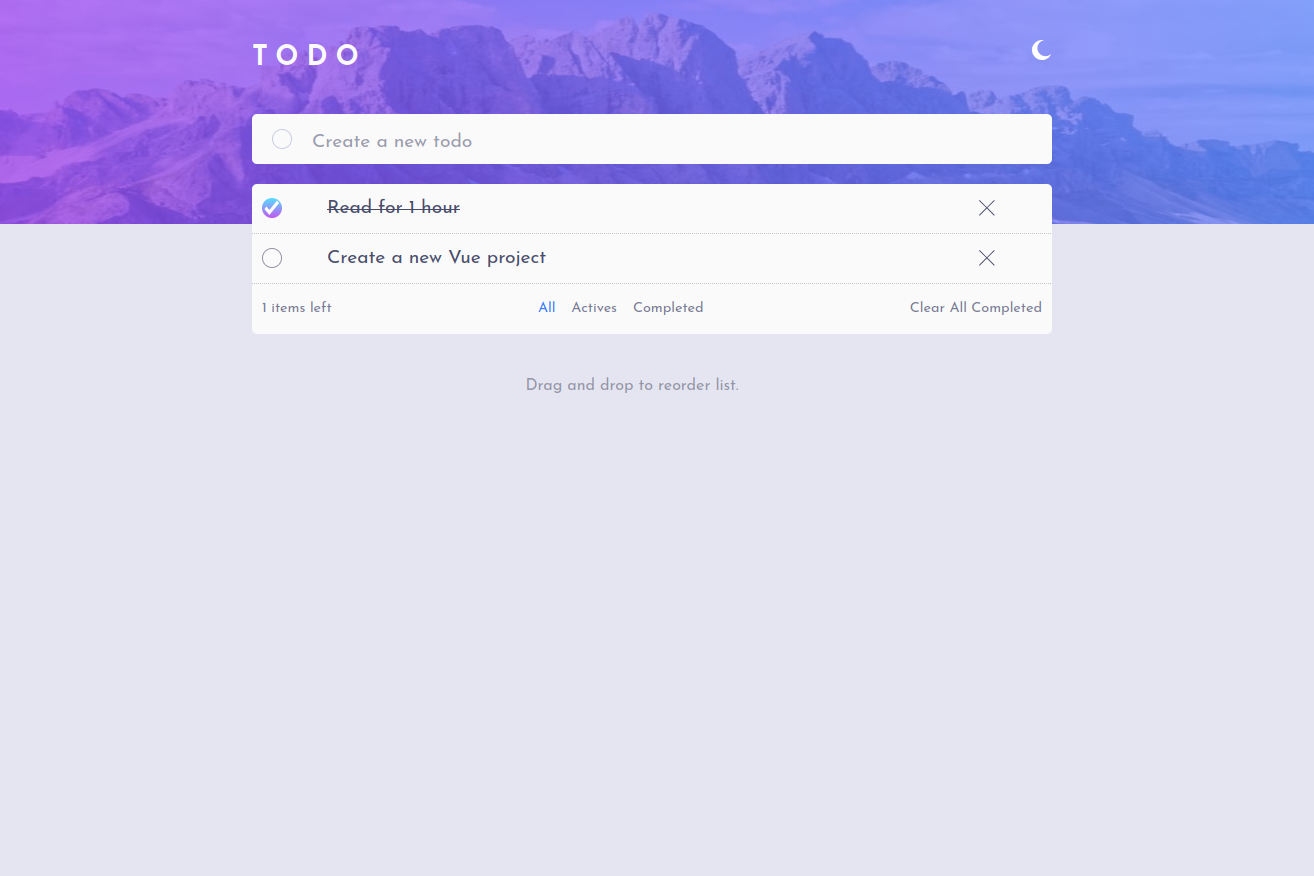 TODO
Create a new todo
Read for 1 hour
Create a new Vue project
1 items left All Actives Completed Clear All Completed
Drag and drop to reorder list.